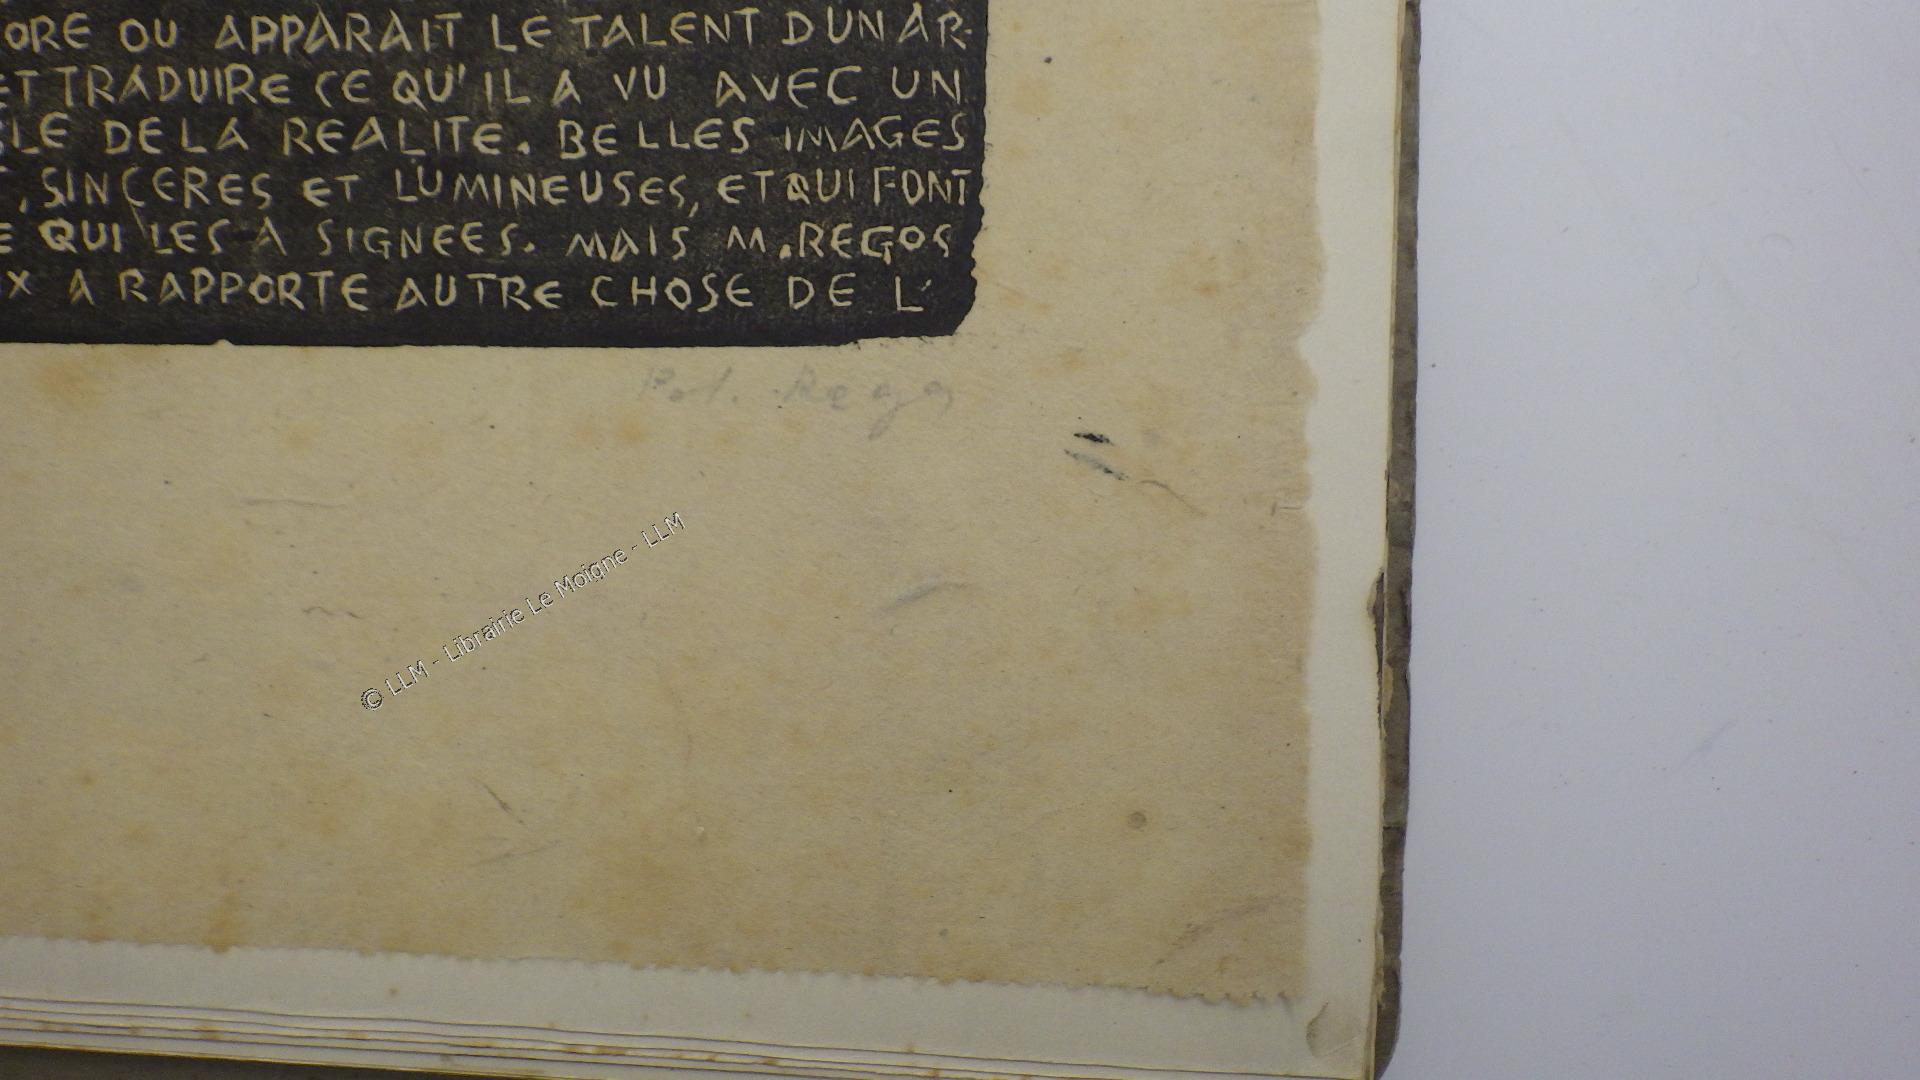 ORE OU APPARAIT LE TALENT DUN AR-
ET TRADUIRE CE QU'IL A VU AVEC UN
LE DE LA REALITE. BELLES IMAGES
, SINCERES ET LUMINEUSES, ET QUI FONT
E QUI LES A SIGNEES. MAIS M. REGOS
X A RAPPORTE AUTRE CHOSE DE L'
Pol. Rego
© LLM - Librairie Le Moigne - LLM